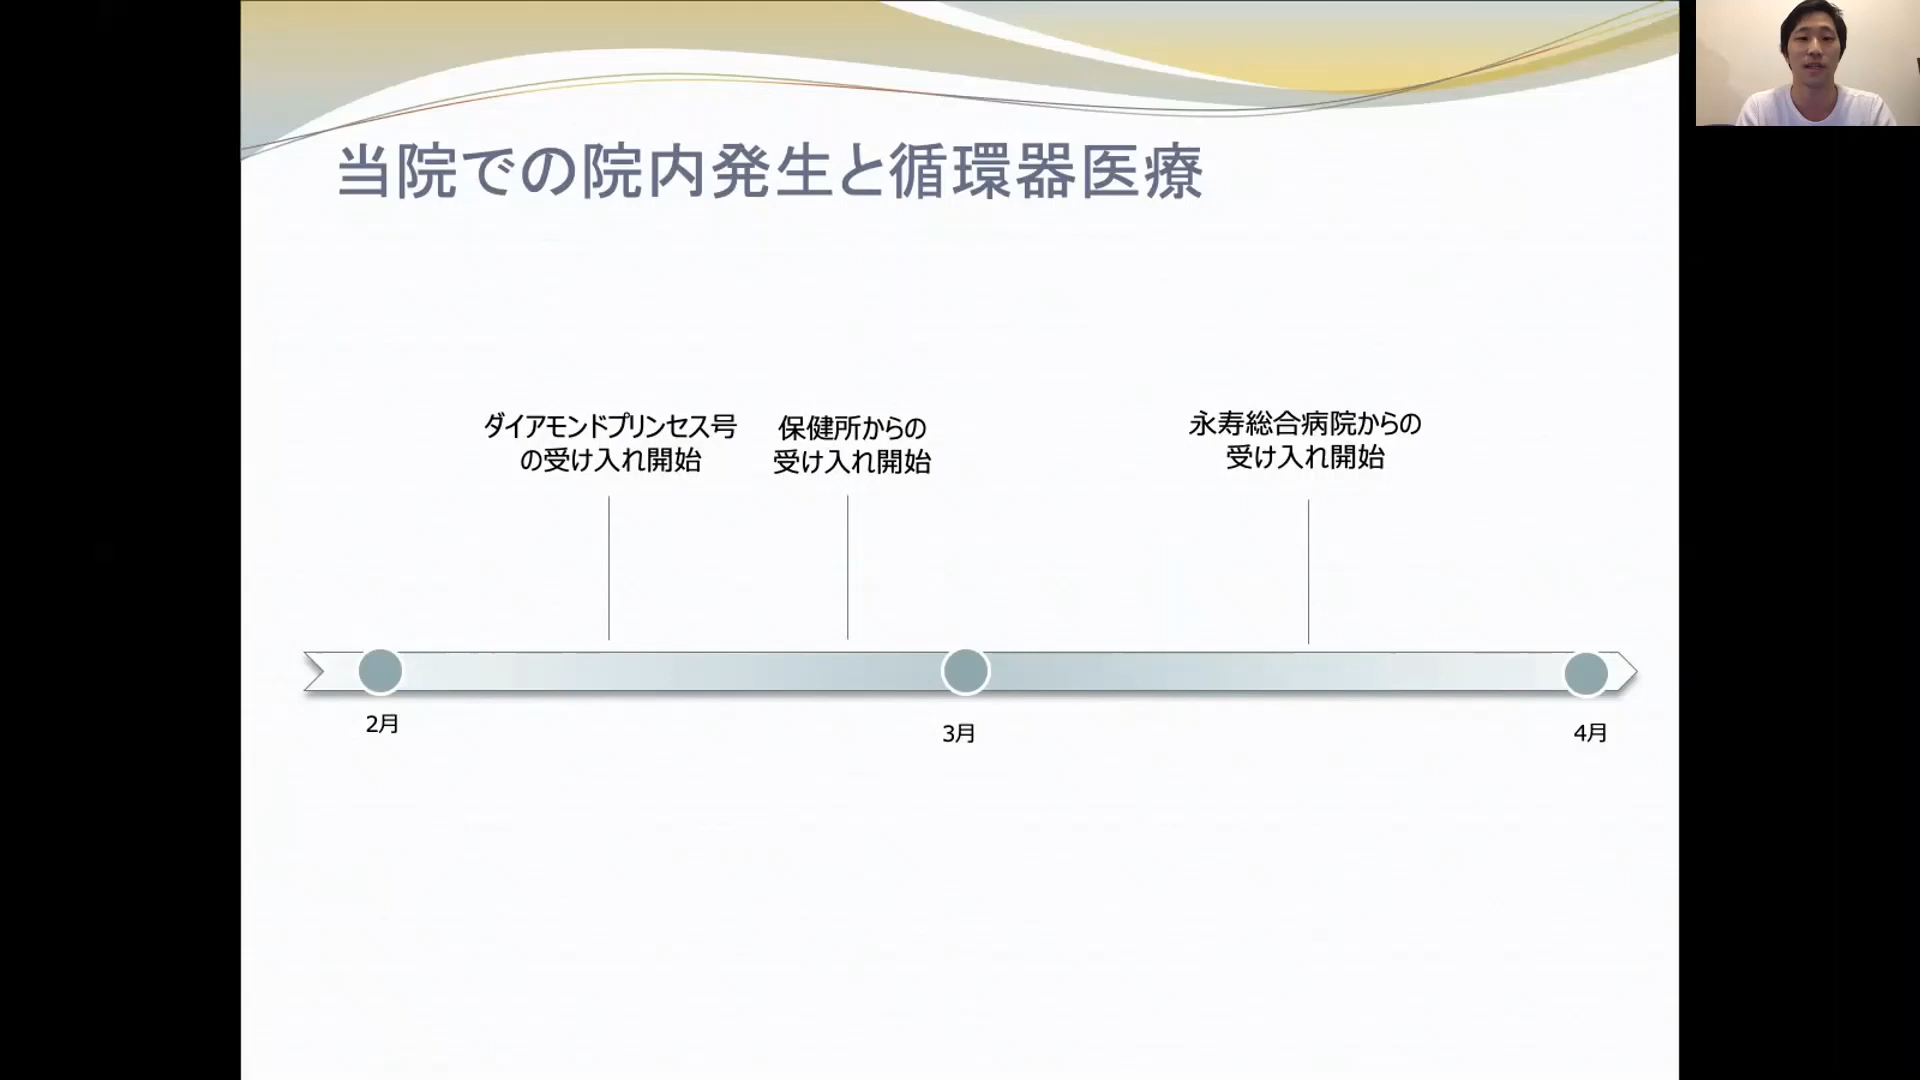 当院での院内発生と循環器医療
ダイアモンドプリンセス号
の受け入れ開始
保健所からの
受け入れ開始
永寿総合病院からの
受け入れ開始
2月
3月
4月